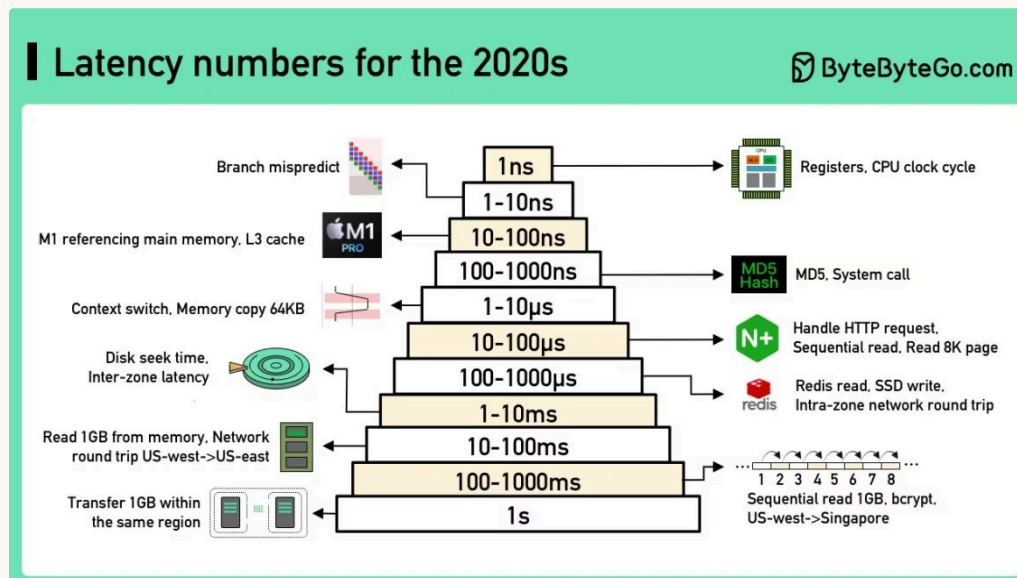 Latency numbers for the 2020s
ByteByteGo.com
Branch mispredict
1ns
CPU
Registers, CPU clock cycle
1-10ns
M1 referencing main memory, L3 cache
M1
PRO
10-100ns
100-1000ns
MD5
Hash
MD5, System call
Context switch, Memory copy 64KB
1-10µs
10-100µs
N+
Handle HTTP request,
Sequential read, Read 8K page
Disk seek time,
Inter-zone latency
100-1000µs
redis
Redis read, SSD write,
Intra-zone network round trip
1-10ms
Read 1GB from memory, Network
round trip US-west->US-east
10-100ms
100-1000ms
··· 1 2 3 4 5 6 7 8 ···
Sequential read 1GB, bcrypt,
US-west->Singapore
Transfer 1GB within
the same region
1s